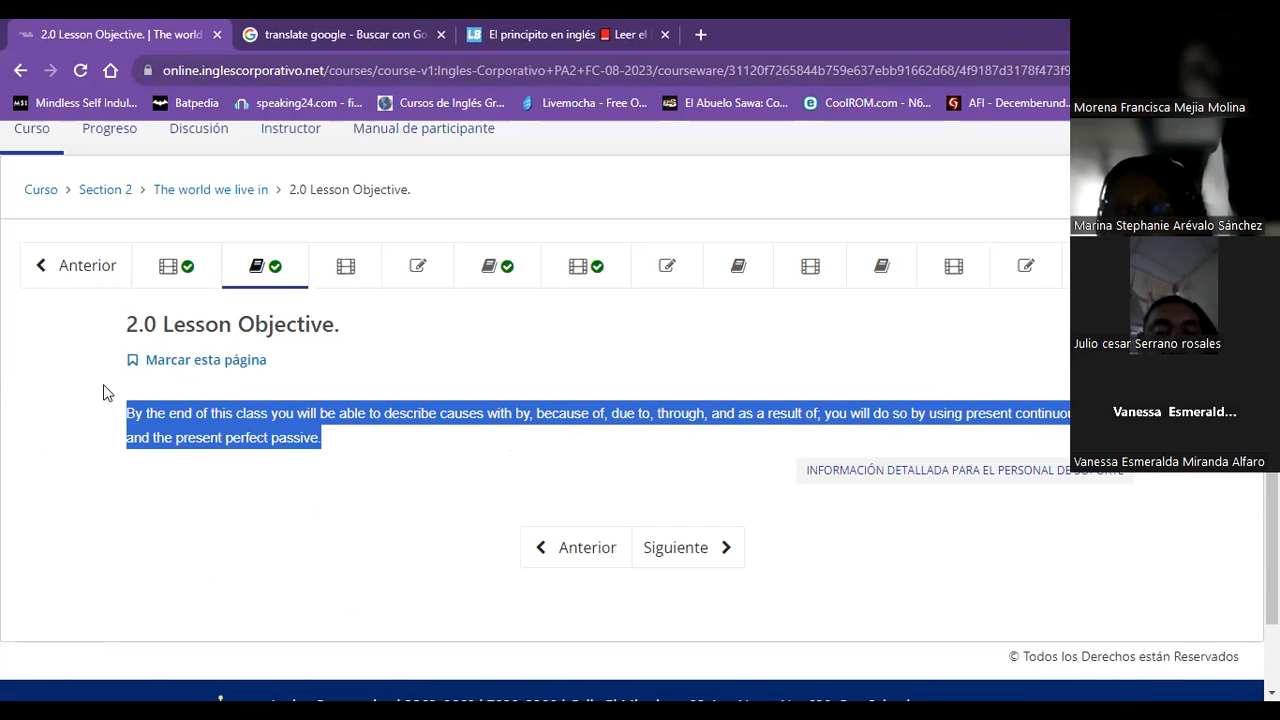 2.0 Lesson Objective. | The world
translate google - Buscar con Go
El principito en inglés 📕 Leer el
online.inglescorporativo.net/courses/course-v1:Ingles-Corporativo+PA2+FC-08-2023/courseware/31120f7265844b759e637ebb91662d68/4f9187d3178f473f9
Mindless Self Indul...
Batpedia
speaking24.com - fi...
Cursos de Inglés Gr...
Livemocha - Free O...
El Abuelo Sawa: Co...
CoolROM.com - N6...
AFI - Decemberund...
Curso
Progreso
Discusión
Instructor
Manual de participante
Curso > Section 2 > The world we live in > 2.0 Lesson Objective.
Anterior
2.0 Lesson Objective.
Marcar esta página
By the end of this class you will be able to describe causes with by, because of, due to, through, and as a result of; you will do so by using present continuou
and the present perfect passive.
INFORMACIÓN DETALLADA PARA EL PERSONAL DE SOPORTE
Anterior
Siguiente
© Todos los Derechos están Reservados
Morena Francisca Mejia Molina
Marina Stephanie Arévalo Sánchez
Julio cesar Serrano rosales
Vanessa Esmerald...
Vanessa Esmeralda Miranda Alfaro